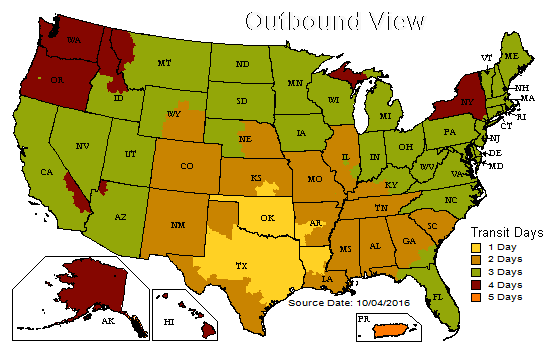 Outbound View
WA
MT
ND
MN
VT
ME
OR
ID
SD
WI
MI
NY
NH
MA
WY
RI
CT
NE
IA
PA
NJ
NV
UT
IL
IN
OH
DE
MD
CA
CO
KS
MO
WV
VA
KY
AZ
NM
OK
AR
TN
NC
SC
TX
LA
MS
AL
GA
FL
Transit Days
1 Day
2 Days
3 Days
4 Days
5 Days
Source Date: 10/04/2016
AK
HI
PR